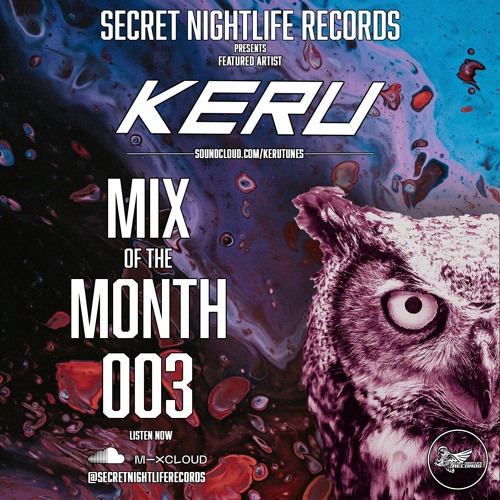 SECRET NIGHTLIFE RECORDS
PRESENTS
FEATURED ARTIST
KERU
SOUNDCLOUD.COM/KERUTUNES
MIX
OF THE
MONTH
003
LISTEN NOW
M-XCLOUD
@SECRETNIGHTLIFERECORDS
RECORDS